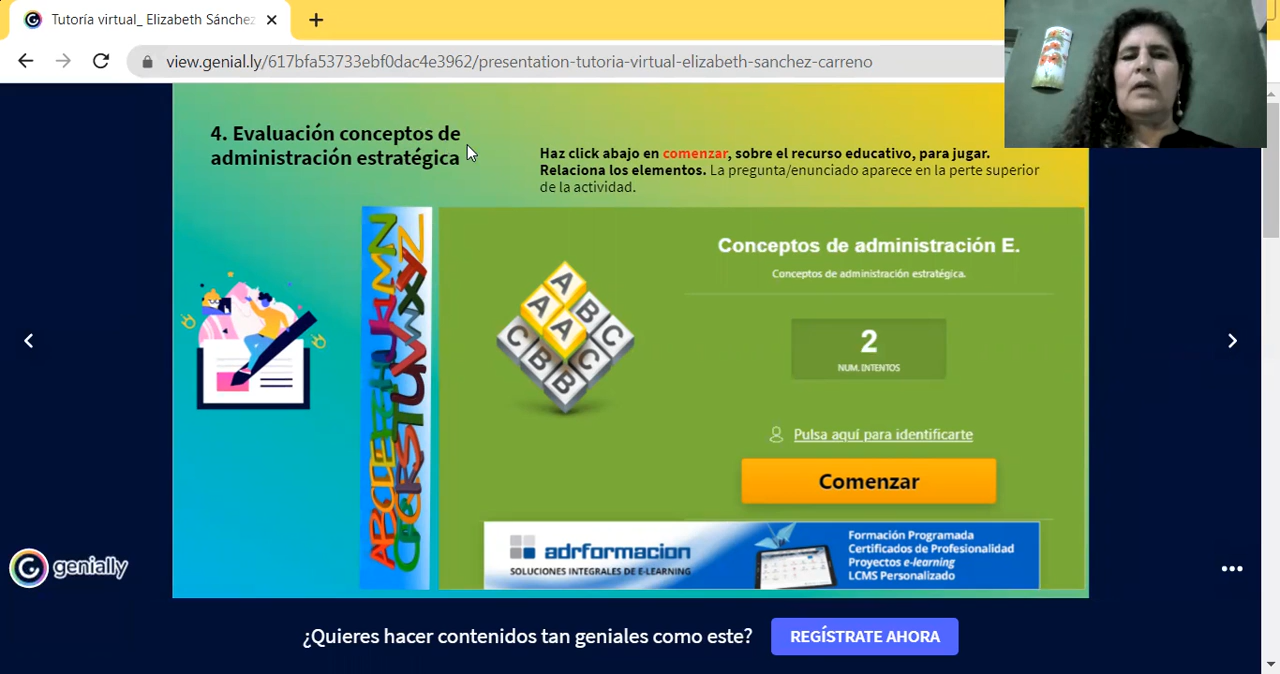 Tutoría virtual_ Elizabeth Sánchez
view.genial.ly/617bfa53733ebf0dac4e3962/presentation-tutoria-virtual-elizabeth-sanchez-carreno
4. Evaluación conceptos de
administración estratégica
Haz click abajo en comenzar, sobre el recurso educativo, para jugar.
Relaciona los elementos. La pregunta/enunciado aparece en la perte superior
de la actividad.
Conceptos de administración E.
Conceptos de administración estratégica.
A
A B
A A C
C B C
B
B
2
NUM. INTENTOS
Pulsa aquí para identificarte
Comenzar
adrformacion
SOLUCIONES INTEGRALES DE E-LEARNING
Formación Programada
Certificados de Profesionalidad
Proyectos e-learning
LCMS Personalizado
genially
¿Quieres hacer contenidos tan geniales como este?
REGÍSTRATE AHORA